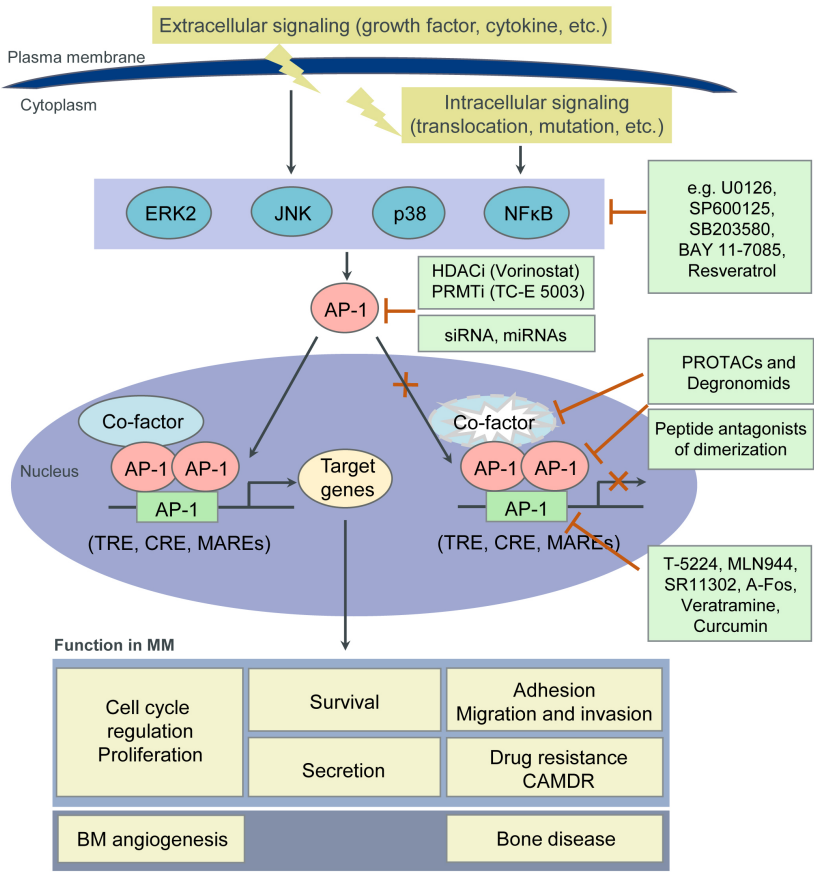 Extracellular signaling (growth factor, cytokine, etc.)
Plasma membrane
Cytoplasm
Intracellular signaling
(translocation, mutation, etc.)
ERK2
JNK
p38
NFκB
e.g. U0126,
SP600125,
SB203580,
BAY 11-7085,
Resveratrol
HDACi (Vorinostat)
PRMTi (TC-E 5003)
AP-1
siRNA, miRNAs
PROTACs and
Degronomids
Peptide antagonists
of dimerization
Co-factor
AP-1
AP-1
AP-1
(TRE, CRE, MAREs)
Nucleus
Target
genes
Co-factor
AP-1
AP-1
AP-1
(TRE, CRE, MAREs)
T-5224, MLN944,
SR11302, A-Fos,
Veratramine,
Curcumin
Function in MM
Cell cycle
regulation
Proliferation
Survival
Adhesion
Migration and invasion
Secretion
Drug resistance
CAMDR
BM angiogenesis
Bone disease